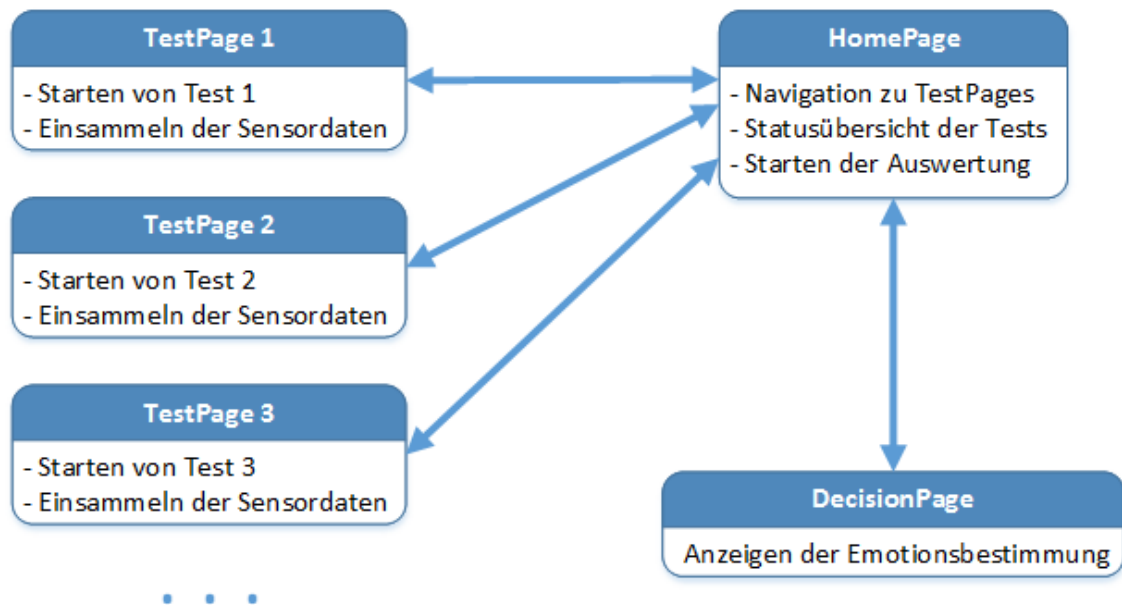 TestPage 1
- Starten von Test 1
- Einsammeln der Sensordaten
TestPage 2
- Starten von Test 2
- Einsammeln der Sensordaten
TestPage 3
- Starten von Test 3
- Einsammeln der Sensordaten
. . .
HomePage
- Navigation zu TestPages
- Statusübersicht der Tests
- Starten der Auswertung
DecisionPage
Anzeigen der Emotionsbestimmung